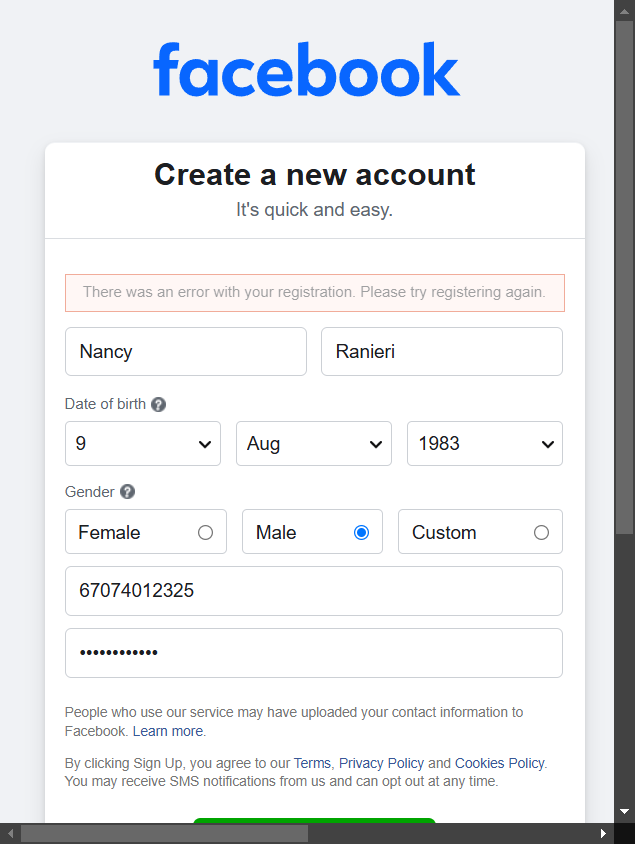 facebook
Create a new account
It's quick and easy.
There was an error with your registration. Please try registering again.
Nancy Ranieri
Date of birth ?
9 Aug 1983
Gender ?
Female Male Custom
67074012325
••••••••••••
People who use our service may have uploaded your contact information to
Facebook. Learn more.
By clicking Sign Up, you agree to our Terms, Privacy Policy and Cookies Policy.
You may receive SMS notifications from us and can opt out at any time.